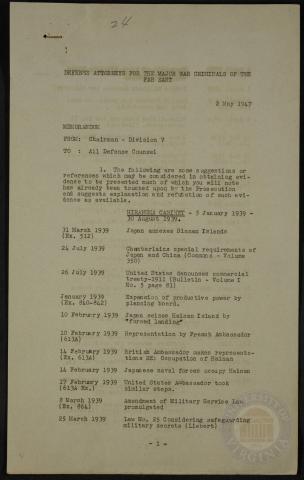 24
DEFENSE ATTORNEYS FOR THE MAJOR WAR CRIMINALS OF THE
FAR EAST
2 May 1947
MEMORANDUM
FROM: Chairman - Division V
TO : All Defense Counsel
1. The following are some suggestions or
references which may be considered in obtaining evi-
dence to be presented much of which you will note
has already been touched upon by the Prosecution
and suggests explanation and refutation of such evi-
dence as available.
HIRANUMA CABINET - 5 January 1939 -
30 August 1939.
31 March 1939 Japan annexes Sinnam Islands
(Ex. 512)
24 July 1939 Chamberlains special requirements of
Japan and China (Commons - Volume
350)
26 July 1939 United States denounces commercial
treaty-1911 (Bulletin - Volume I
No. 5 page 81)
January 1939 Expansion of productive power by
(Ex. 840-842) planning board.
10 February 1939 Japan seizes Hainan Island by
"forced landing"
10 February 1939 Representation by French Ambassador
(613A)
14 February 1939 British Ambassador makes representa-
(Ex. 613A) tions RE: Occupation of Hainan
14 February 1939 Japanese naval forces occupy Hainan
17 February 1939 United States Ambassador took
(613A Ex.) similar steps.
8 March 1939 Amendment of Military Service Law
(Ex. 864) promulgated
25 March 1939 Law No. 25 Considering safeguarding
military secrets (Liebert)
- 1 -